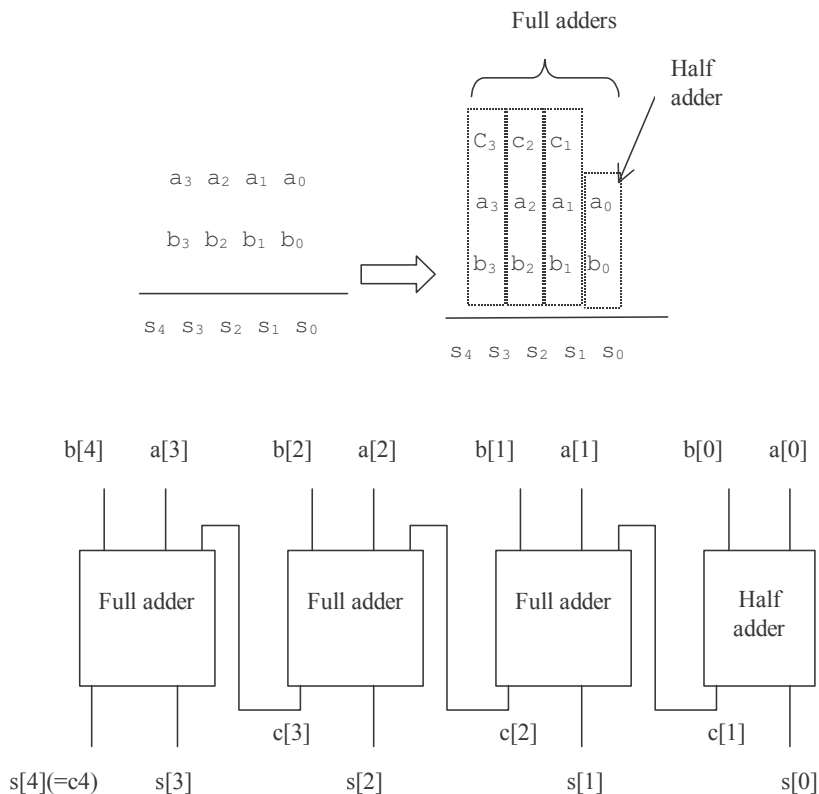 Full adders
Half
adder
C₃ c₂ c₁
a₃ a₂ a₁ a₀
a₃ a₂ a₁ a₀
b₃ b₂ b₁ b₀
b₃ b₂ b₁ b₀
s₄ s₃ s₂ s₁ s₀
s₄ s₃ s₂ s₁ s₀
b[4] a[3] b[2] a[2] b[1] a[1] b[0] a[0]
Full adder
Full adder
Full adder
Half
adder
c[3] c[2] c[1]
s[4](=c4) s[3] s[2] s[1] s[0]